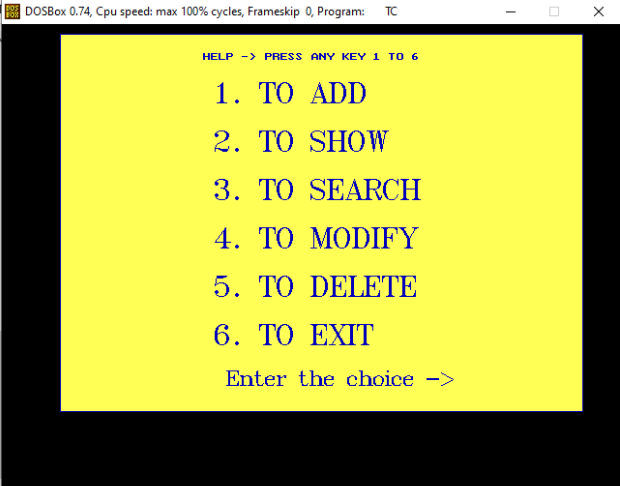 DOSBox 0.74, Cpu speed: max 100% cycles, Frameskip 0, Program: TC
HELP -> PRESS ANY KEY 1 TO 6
1. TO ADD
2. TO SHOW
3. TO SEARCH
4. TO MODIFY
5. TO DELETE
6. TO EXIT
Enter the choice ->